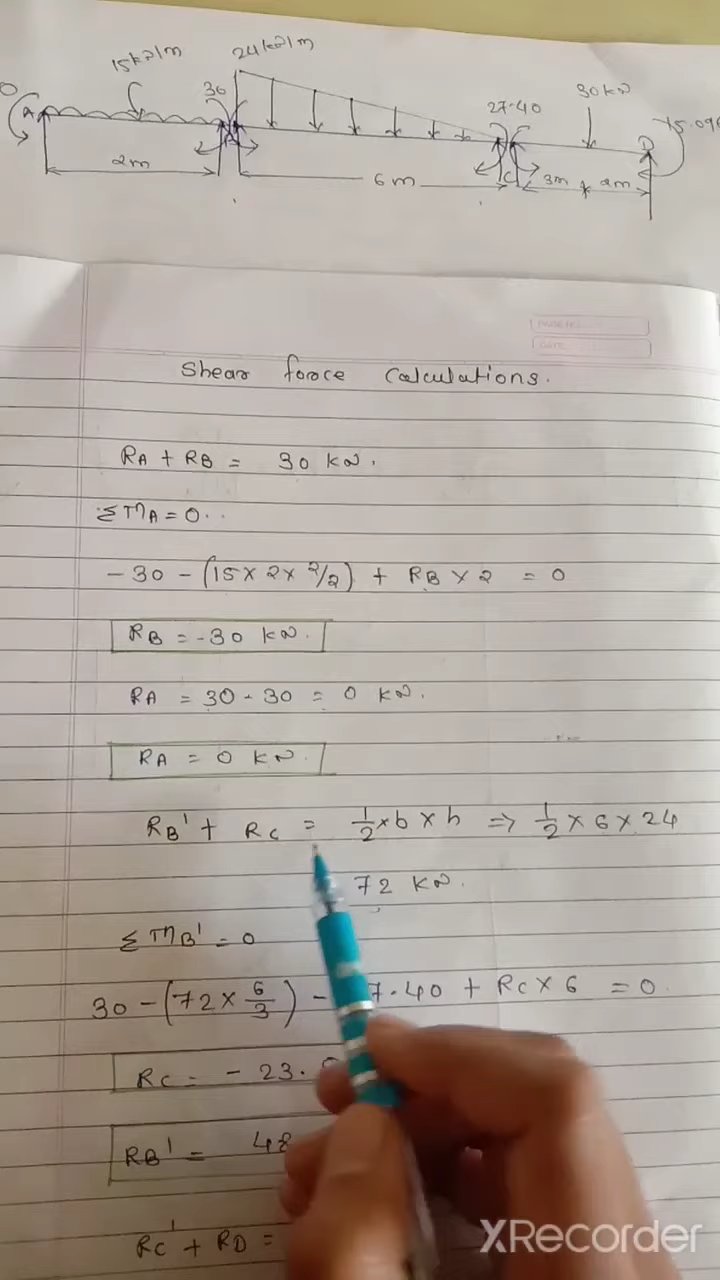 15kN/m
24kN/m
0
A
30
27.40
30 kN
15.09
B
C
D
2m
6m
3m
2m
Shear force Calculations.
RA + RB = 30 kN.
ΣMA = 0.
-30 - (15 × 2 × 2/2) + RB × 2 = 0
RB = -30 kN.
RA = 30 - 30 = 0 kN.
RA = 0 kN.
RB' + RC = 1/2 × b × h ⇒ 1/2 × 6 × 24
72 kN.
ΣMB' = 0
30 - (72 × 6/3) - 7.40 + RC × 6 = 0.
RC = - 23.
RB' = 48
RC' + RD =
XRecorder